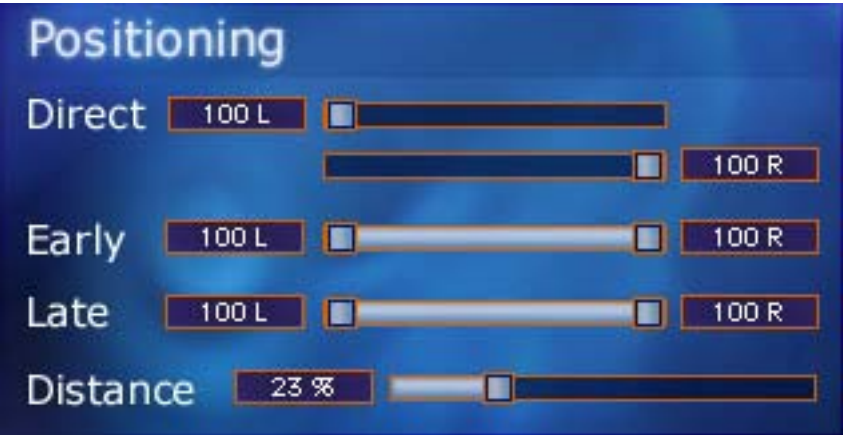 Positioning
Direct 100 L
100 R
Early 100 L 100 R
Late 100 L 100 R
Distance 23 %